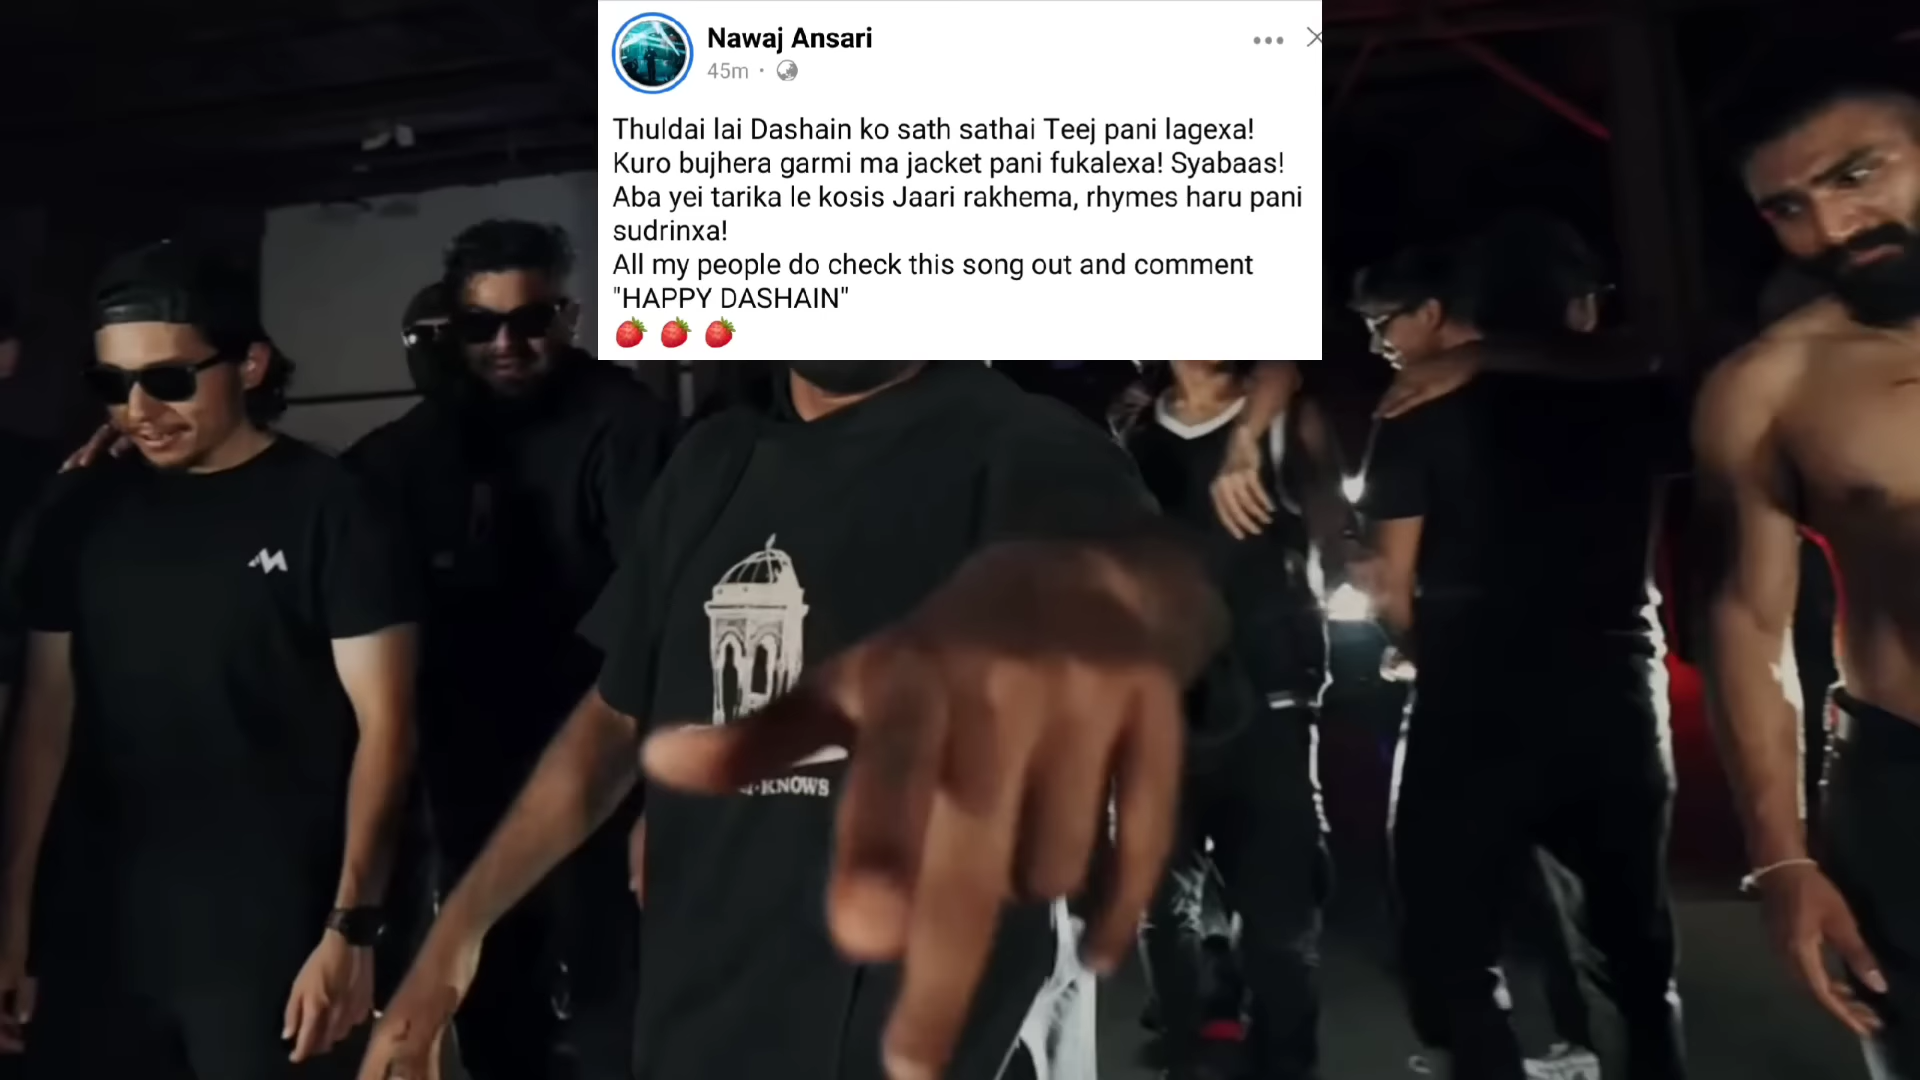 Nawaj Ansari
45m ·
Thuldai lai Dashain ko sath sathai Teej pani lagexa!
Kuro bujhera garmi ma jacket pani fukalexa! Syabaas!
Aba yei tarika le kosis Jaari rakhema, rhymes haru pani
sudrinxa!
All my people do check this song out and comment
"HAPPY DASHAIN"
🍓 🍓 🍓
KNOWS